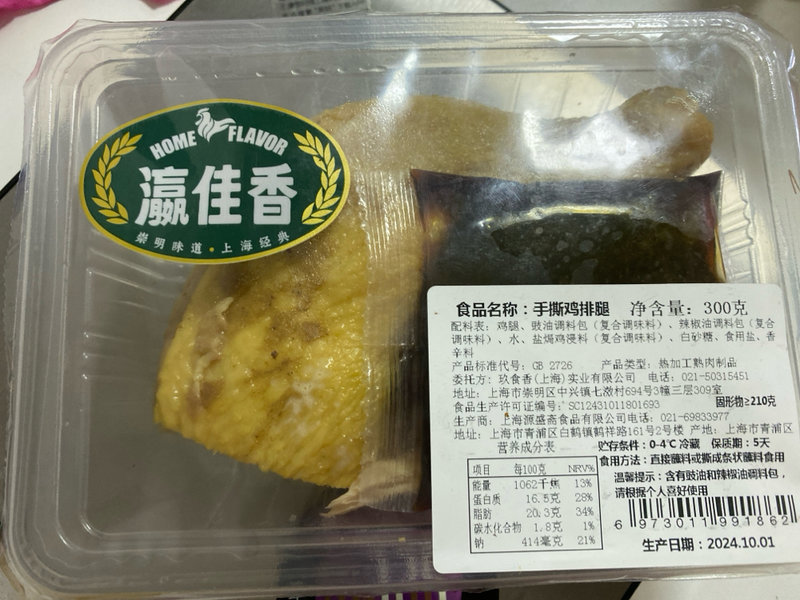 HOME FLAVOR
瀛佳香
崇明味道·上海经典
食品名称：手撕鸡排腿 净含量：300克
配料表：鸡腿、豉油调料包（复合调味料）、辣椒油调料包（复合
调味料）、水、盐焗鸡浸料（复合调味料）、白砂糖、食用盐、香
辛料
产品标准代号：GB 2726 产品类型：热加工熟肉制品
委托方：玖食香(上海)实业有限公司 电话：021-50315451
地址：上海市崇明区中兴镇七滧村694号3幢三层309室
食品生产许可证编号：SC12431011801693 固形物≥210克
生产商：上海源盛斋食品有限公司电话：021-69833977
地址：上海市青浦区白鹤镇鹤祥路161号2号楼 产地：上海市青浦区
营养成分表 贮存条件：0-4℃冷藏 保质期：5天
食用方法：直接蘸料或撕成条状蘸料食用
温馨提示：含有豉油和辣椒油调料包，
请根据个人喜好使用
项目 每100克 NRV%
能量 1062千焦 13%
蛋白质 16.5克 28%
脂肪 20.3克 34%
碳水化合物 1.8克 1%
钠 414毫克 21%
6 973011 991862
生产日期：2024.10.01